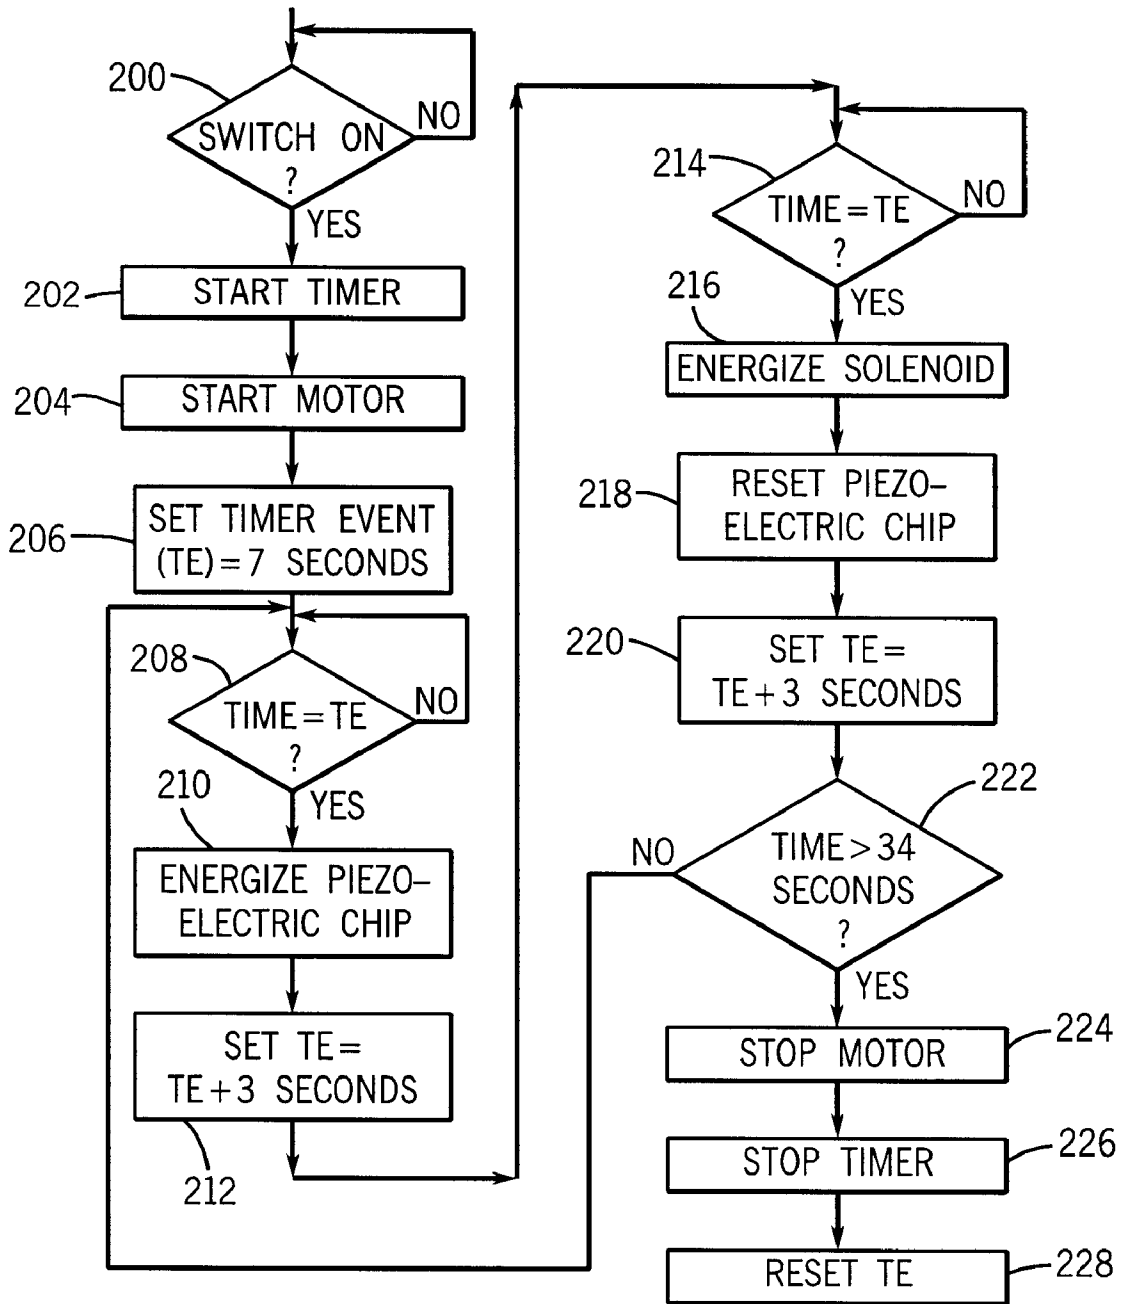 200
SWITCH ON
?
NO
YES
202
START TIMER
204
START MOTOR
206
SET TIMER EVENT
(TE)=7 SECONDS
208
TIME=TE
?
NO
YES
210
ENERGIZE PIEZO-
ELECTRIC CHIP
SET TE=
TE+3 SECONDS
212
214
TIME=TE
?
NO
YES
216
ENERGIZE SOLENOID
218
RESET PIEZO-
ELECTRIC CHIP
220
SET TE=
TE+3 SECONDS
222
TIME>34
SECONDS
?
NO
YES
224
STOP MOTOR
226
STOP TIMER
228
RESET TE